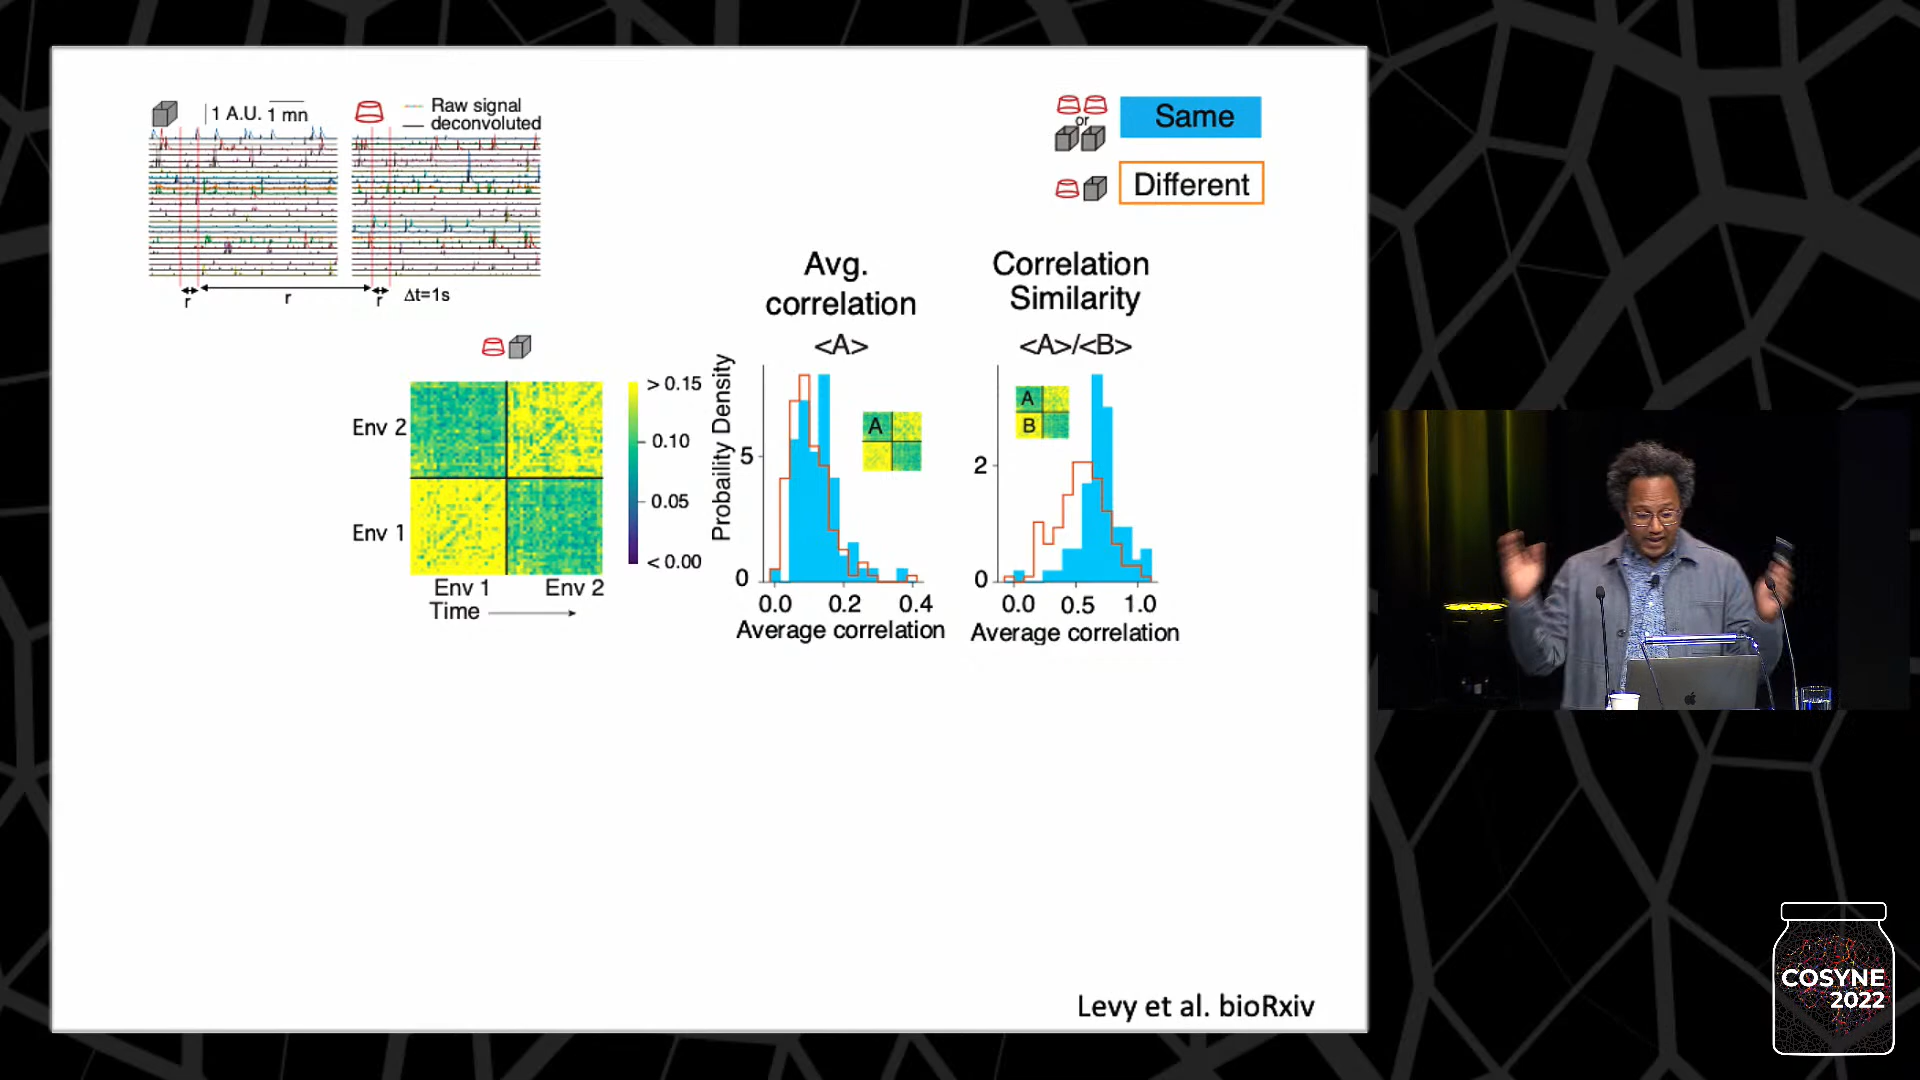 1 A.U. 1 mn
Raw signal
deconvoluted
r
r
r
Δt=1s
or
Same
Different
Env 2
Env 1
Env 1
Env 2
Time
> 0.15
0.10
0.05
< 0.00
Avg.
correlation
<A>
Probaility Density
5
0
A
0.0
0.2
0.4
Average correlation
Correlation
Similarity
<A>/<B>
A
B
2
0
0.0
0.5
1.0
Average correlation
Levy et al. bioRxiv
COSYNE
2022